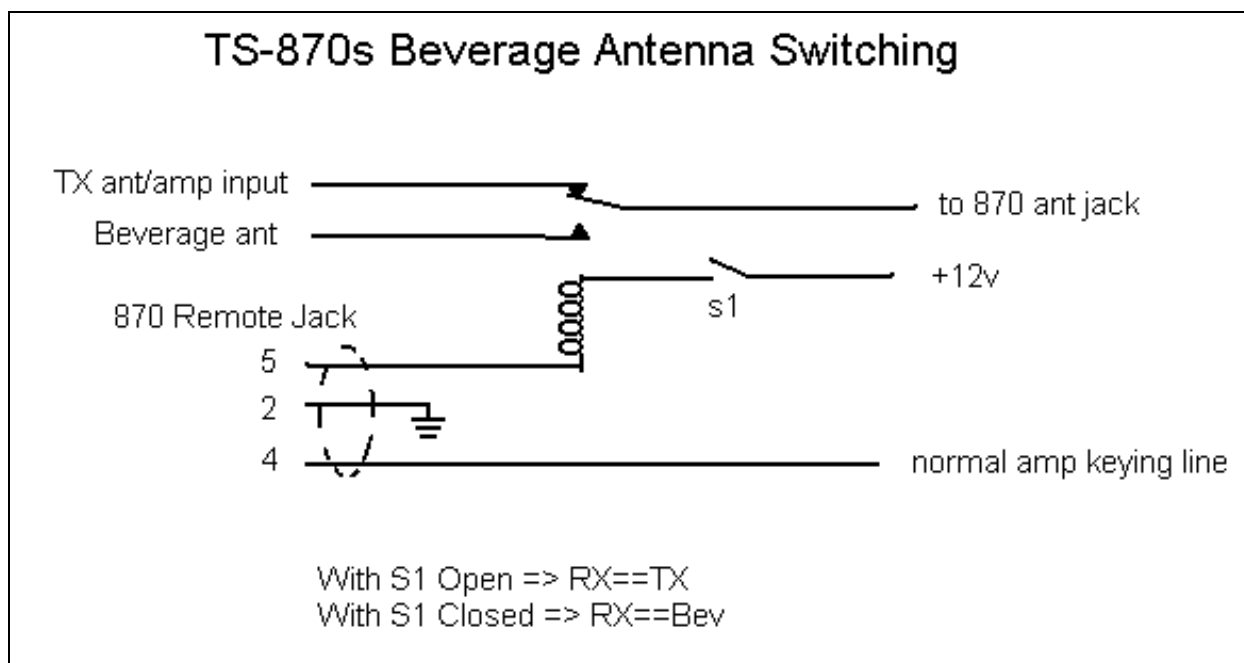 TS-870s Beverage Antenna Switching
TX ant/amp input
to 870 ant jack
Beverage ant
+12v
s1
870 Remote Jack
5
2
4
normal amp keying line
With S1 Open => RX==TX
With S1 Closed => RX==Bev